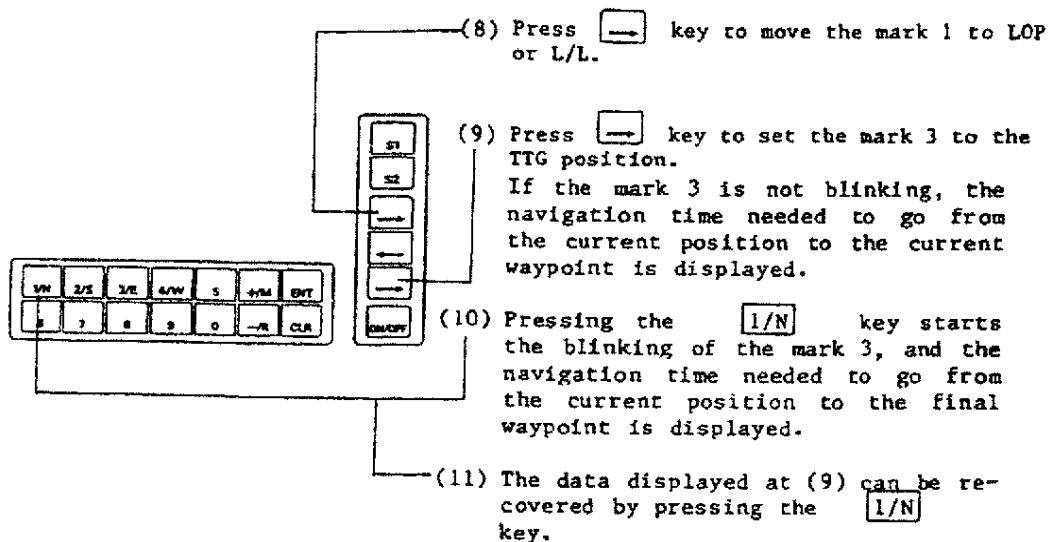 (8) Press → key to move the mark 1 to LOP
or L/L.
(9) Press → key to set the mark 3 to the
TTG position.
If the mark 3 is not blinking, the
navigation time needed to go from
the current position to the current
waypoint is displayed.
S1
S2
→
←
→
ON/OFF
1/N 2/S 3/E 4/W 5 +/M ENT
6 7 8 9 0 —/R CLR
(10) Pressing the 1/N key starts
the blinking of the mark 3, and the
navigation time needed to go from
the current position to the final
waypoint is displayed.
(11) The data displayed at (9) can be re-
covered by pressing the 1/N
key.